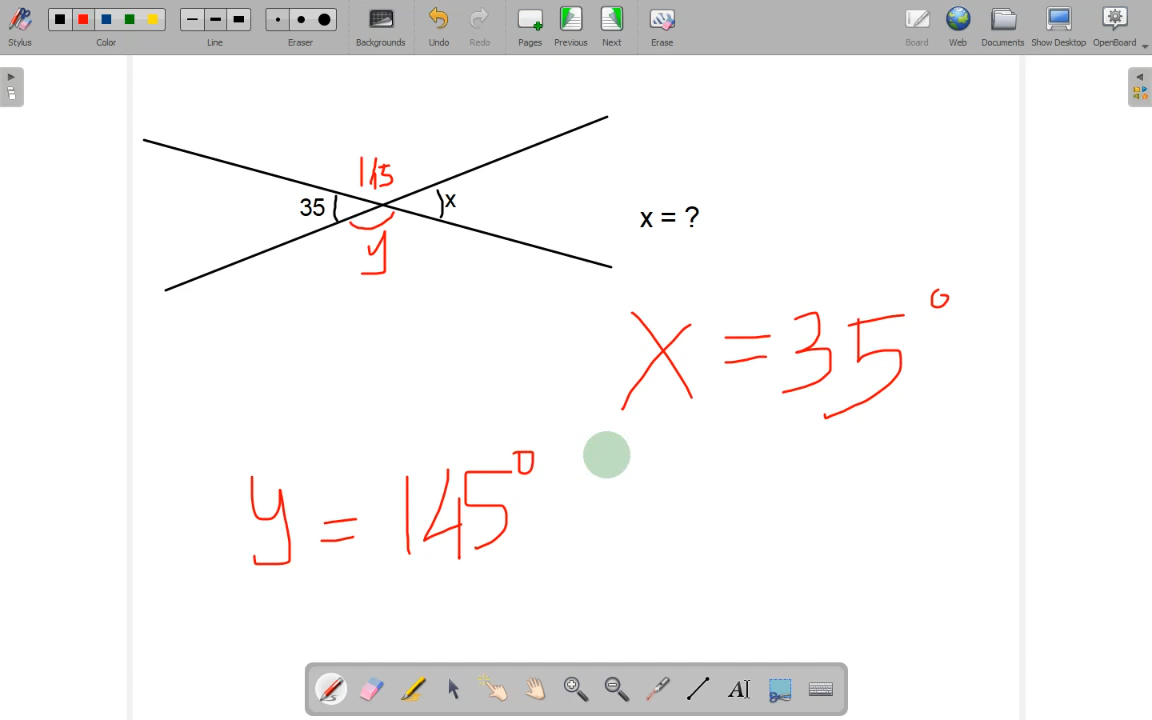 Stylus
Color
Line
Eraser
Backgrounds
Undo
Redo
Pages
Previous
Next
Erase
Board
Web
Documents
Show Desktop
OpenBoard
145
35
x
y
x = ?
x = 35°
y = 145°